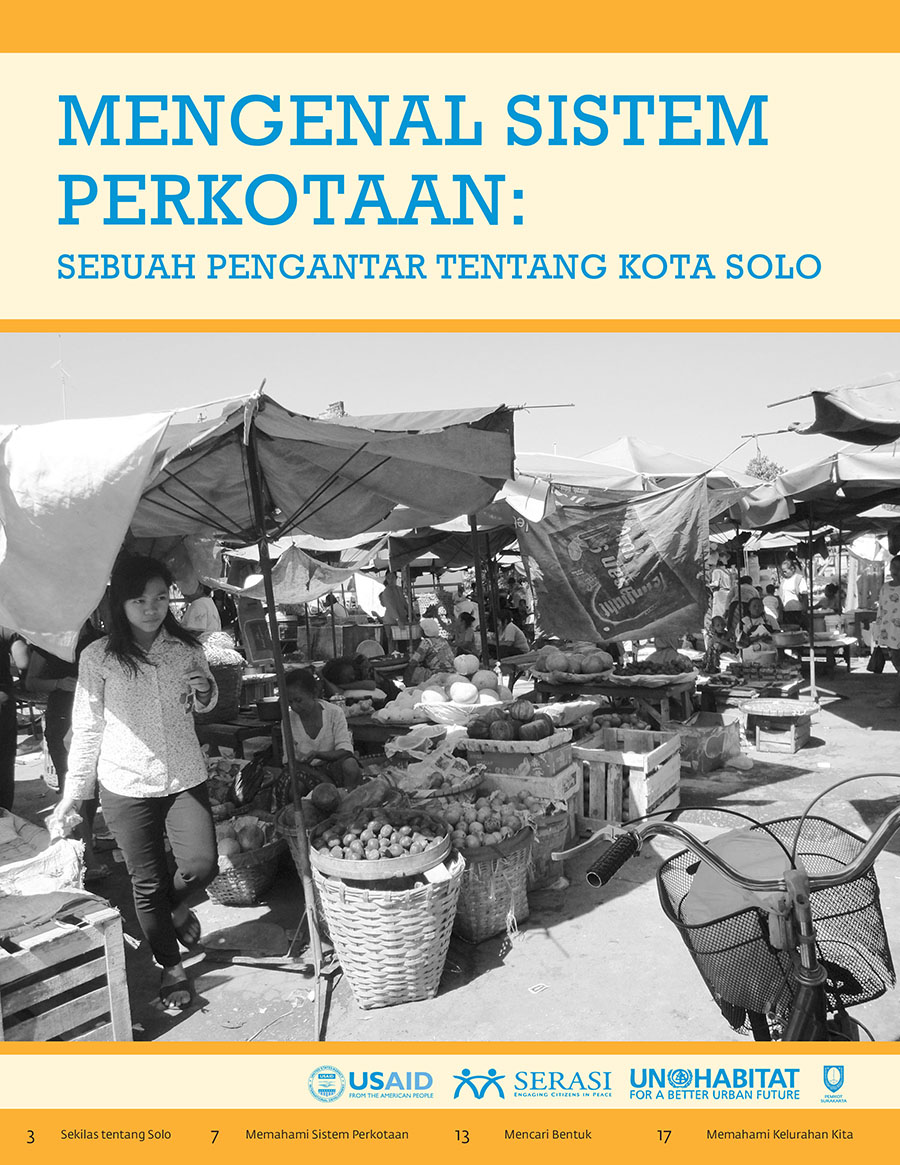 MENGENAL SISTEM
PERKOTAAN:
SEBUAH PENGANTAR TENTANG KOTA SOLO
USAID
FROM THE AMERICAN PEOPLE
SERASI
ENGAGING CITIZENS IN PEACE
UN HABITAT
FOR A BETTER URBAN FUTURE
PEMKOT
SURAKARTA
3 Sekilas tentang Solo 7 Memahami Sistem Perkotaan 13 Mencari Bentuk 17 Memahami Kelurahan Kita